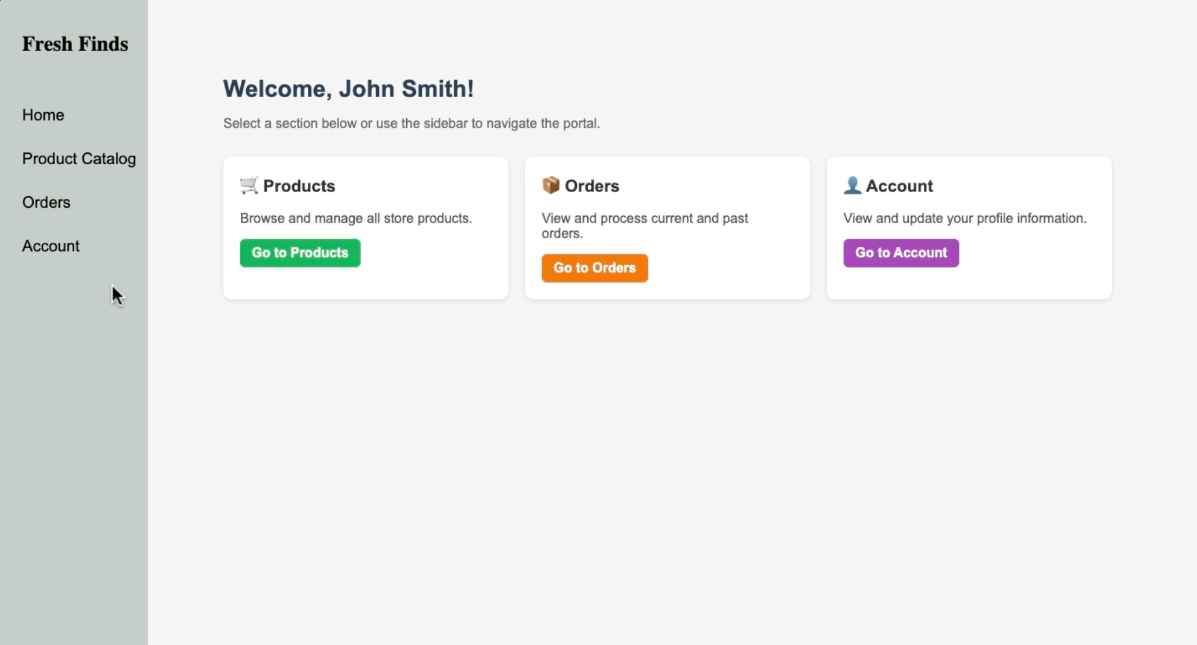 Fresh Finds
Home
Product Catalog
Orders
Account
Welcome, John Smith!
Select a section below or use the sidebar to navigate the portal.
🛒 Products
Browse and manage all store products.
Go to Products
📦 Orders
View and process current and past
orders.
Go to Orders
👤 Account
View and update your profile information.
Go to Account